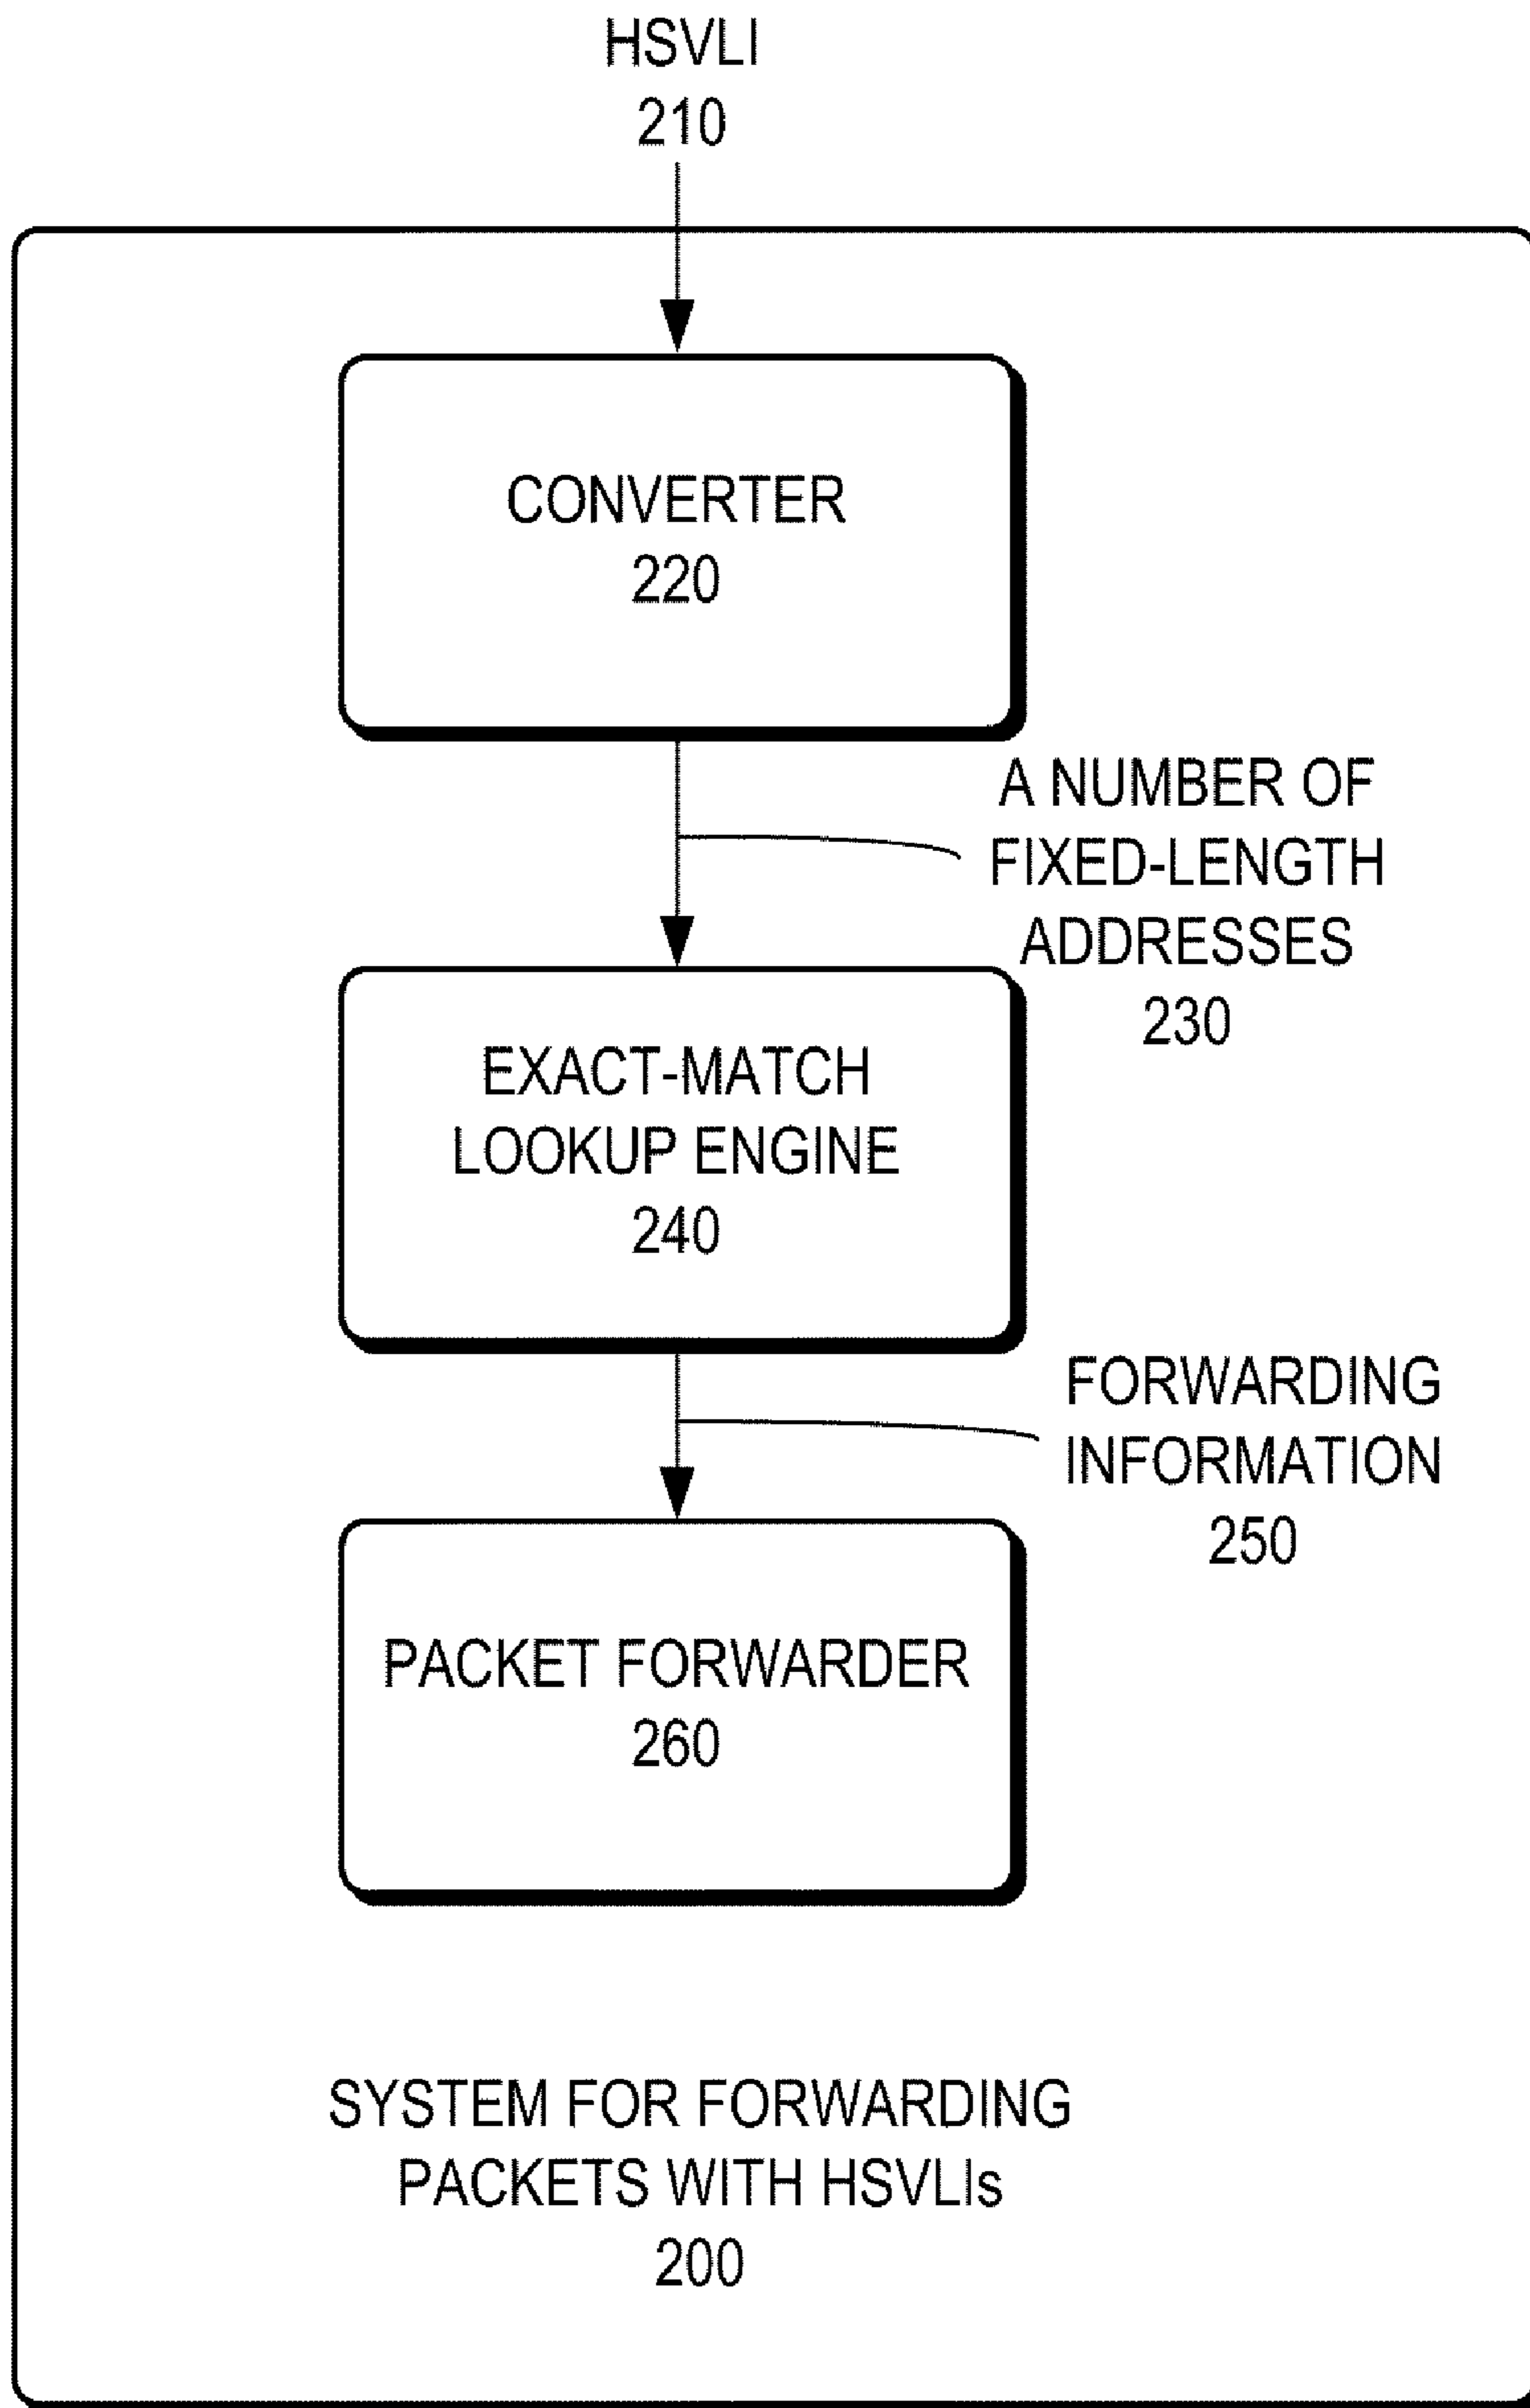 HSVLI
210
CONVERTER
220
A NUMBER OF
FIXED-LENGTH
ADDRESSES
230
EXACT-MATCH
LOOKUP ENGINE
240
FORWARDING
INFORMATION
250
PACKET FORWARDER
260
SYSTEM FOR FORWARDING
PACKETS WITH HSVLIs
200